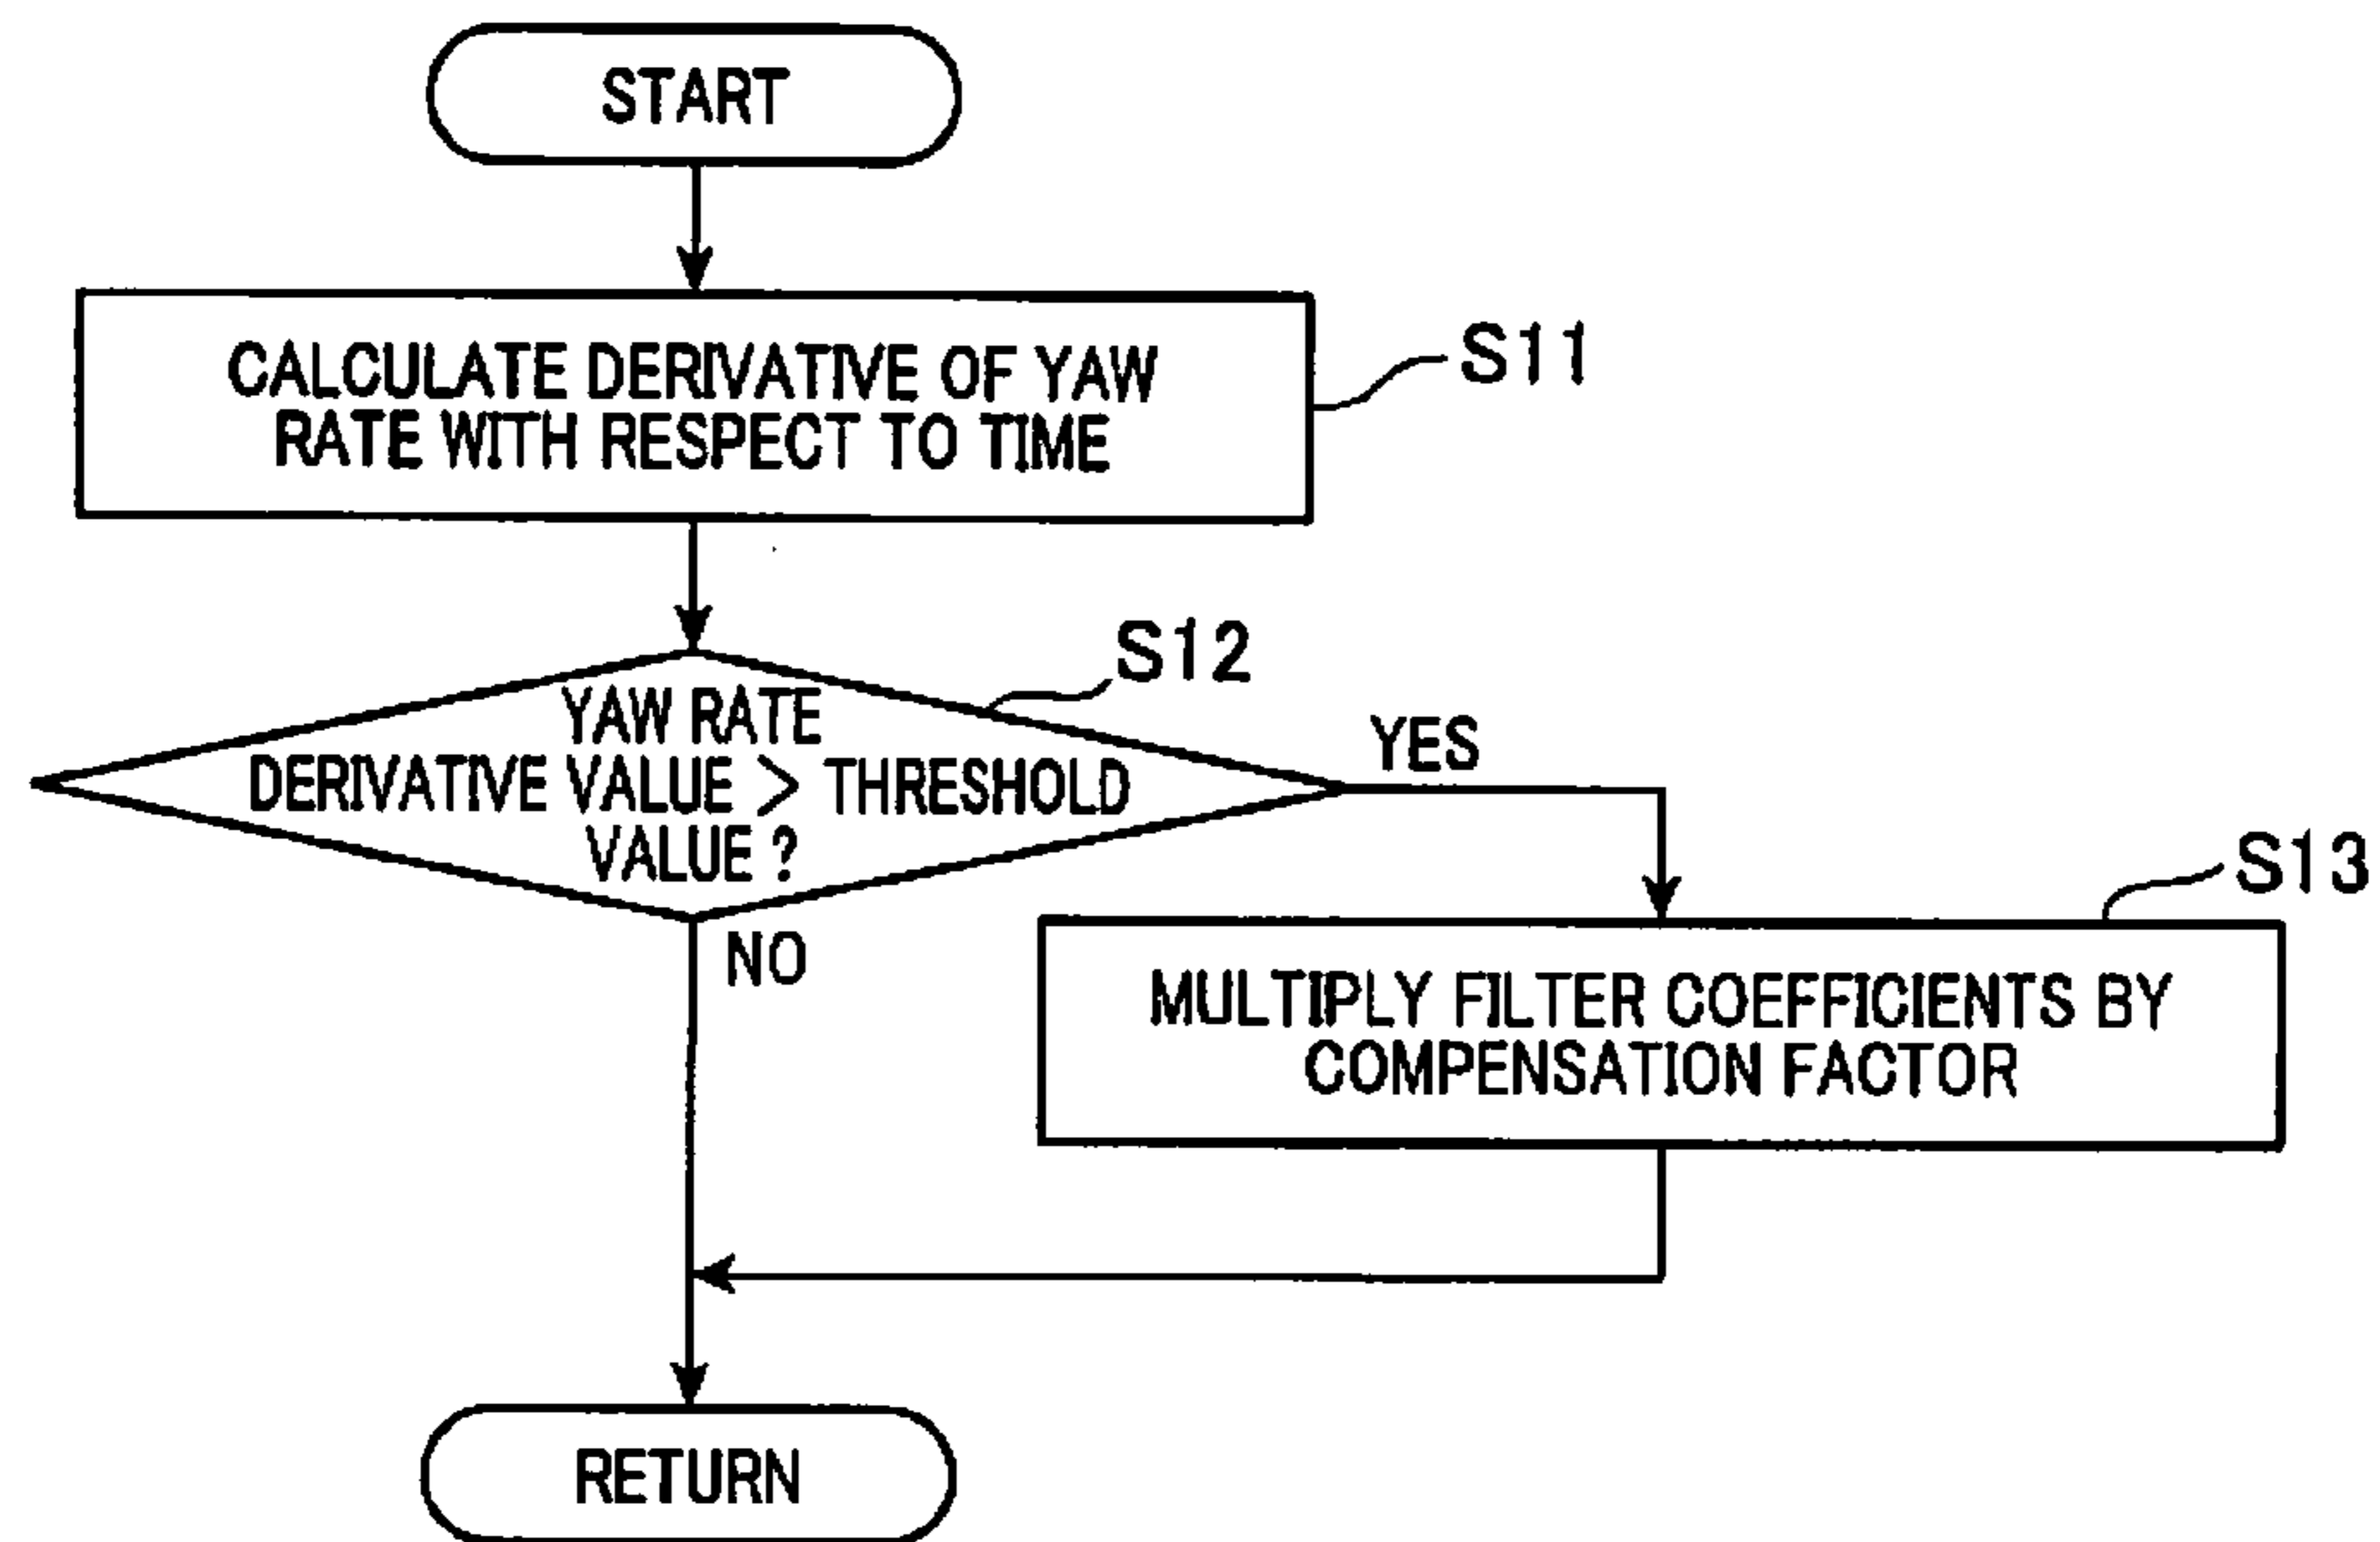 START
CALCULATE DERIVATIVE OF YAW
RATE WITH RESPECT TO TIME
S11
S12
YAW RATE
DERIVATIVE VALUE > THRESHOLD
VALUE ?
YES
NO
S13
MULTIPLY FILTER COEFFICIENTS BY
COMPENSATION FACTOR
RETURN